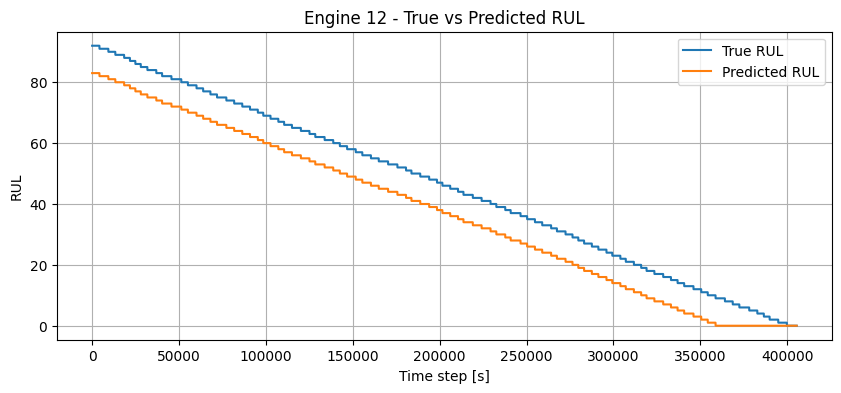 Engine 12 - True vs Predicted RUL
True RUL
Predicted RUL
RUL
80
60
40
20
0
0 50000 100000 150000 200000 250000 300000 350000 400000
Time step [s]